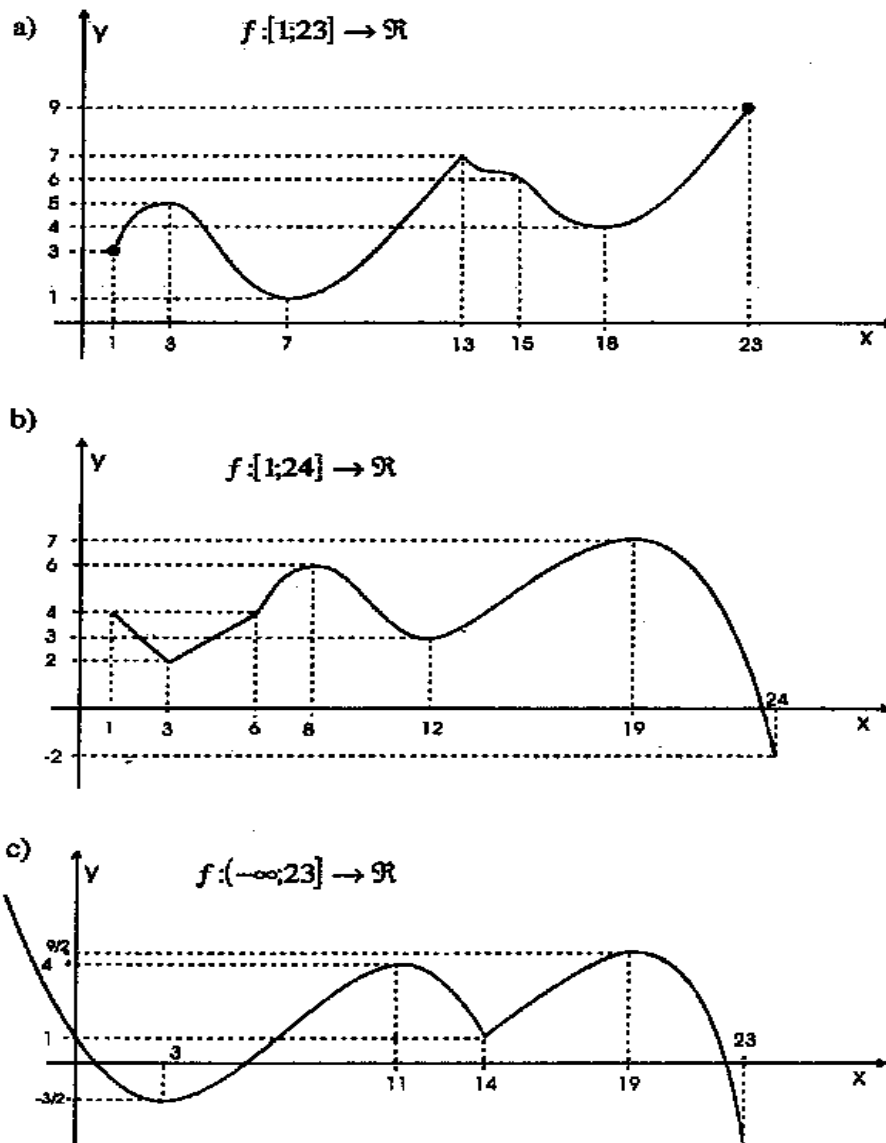 a)
y
f:[1;23] → ℜ
9
7
6
5
4
3
1
1 3 7 13 15 18 23 x
b)
y
f:[1;24] → ℜ
7
6
4
3
2
24
1 3 6 8 12 19 x
-2
c)
y
f:(−∞;23] → ℜ
9/2
4
1
3 23
11 14 19 x
-3/2